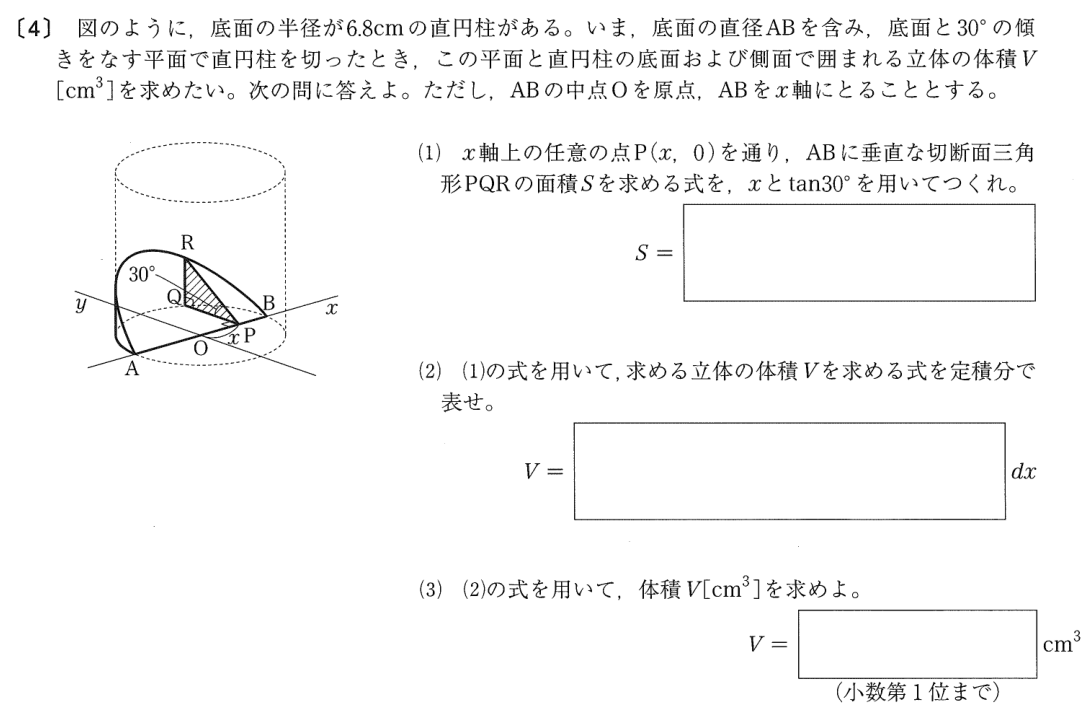 〔4〕 図のように，底面の半径が6.8cmの直円柱がある。いま，底面の直径ABを含み，底面と30°の傾
きをなす平面で直円柱を切ったとき，この平面と直円柱の底面および側面で囲まれる立体の体積V
[cm³]を求めたい。次の問に答えよ。ただし，ABの中点Oを原点，ABをx軸にとることとする。
R
30°
Q
B
y
x
x P
O
A
(1) x軸上の任意の点P(x，0)を通り，ABに垂直な切断面三角
形PQRの面積Sを求める式を，xとtan30°を用いてつくれ。
S =
(2) (1)の式を用いて，求める立体の体積Vを求める式を定積分で
表せ。
V = dx
(3) (2)の式を用いて，体積V[cm³]を求めよ。
V = cm³
（小数第1位まで）